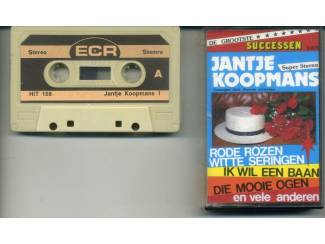 Stereo ECR Stereo
A
HIT 158 Jantje Koopmans 1
DE GROOTSTE
SUCCESSEN
VAN
JANTJE
Super Stereo
KOOPMANS
RODE ROZEN
WITTE SERINGEN
IK WIL EEN BAAN
DIE MOOIE OGEN
en vele anderen